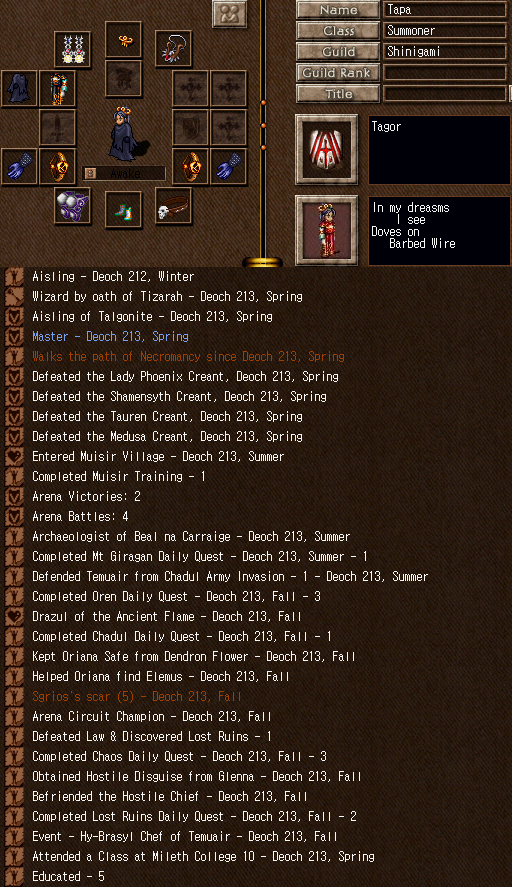 Name Tapa
Class Summoner
Guild Shinigami
Guild Rank
Title
Tagor
Awake
In my dreasms
I see
Doves on
Barbed Wire
Aisling - Deoch 212, Winter
Wizard by oath of Tizarah - Deoch 213, Spring
Aisling of Talgonite - Deoch 213, Spring
Master - Deoch 213, Spring
Walks the path of Necromancy since Deoch 213, Spring
Defeated the Lady Phoenix Creant, Deoch 213, Spring
Defeated the Shamensyth Creant, Deoch 213, Spring
Defeated the Tauren Creant, Deoch 213, Spring
Defeated the Medusa Creant, Deoch 213, Spring
Entered Muisir Village - Deoch 213, Summer
Completed Muisir Training - 1
Arena Victories: 2
Arena Battles: 4
Archaeologist of Beal na Carraige - Deoch 213, Summer
Completed Mt Giragan Daily Quest - Deoch 213, Summer - 1
Defended Temuair from Chadul Army Invasion - 1 - Deoch 213, Summer
Completed Oren Daily Quest - Deoch 213, Fall - 3
Drazul of the Ancient Flame - Deoch 213, Fall
Completed Chadul Daily Quest - Deoch 213, Fall - 1
Kept Oriana Safe from Dendron Flower - Deoch 213, Fall
Helped Oriana find Elemus - Deoch 213, Fall
Sgrios's scar (5) - Deoch 213, Fall
Arena Circuit Champion - Deoch 213, Fall
Defeated Law & Discovered Lost Ruins - 1
Completed Chaos Daily Quest - Deoch 213, Fall - 3
Obtained Hostile Disguise from Glenna - Deoch 213, Fall
Befriended the Hostile Chief - Deoch 213, Fall
Completed Lost Ruins Daily Quest - Deoch 213, Fall - 2
Event - Hy-Brasyl Chef of Temuair - Deoch 213, Fall
Attended a Class at Mileth College 10 - Deoch 213, Spring
Educated - 5